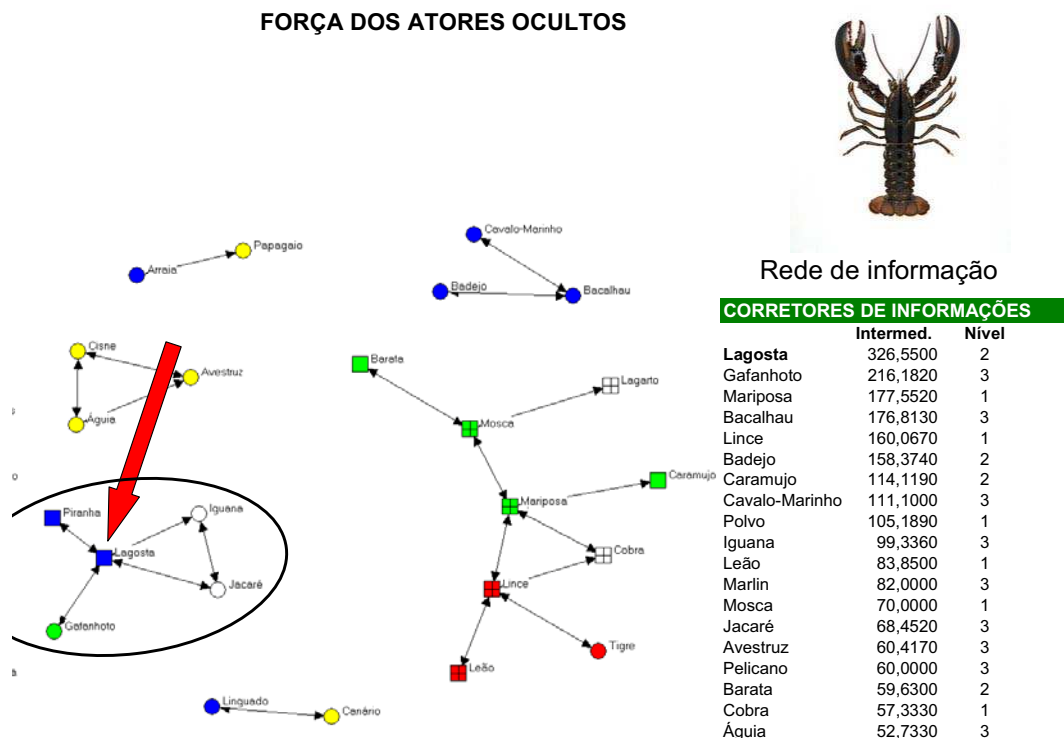 FORÇA DOS ATORES OCULTOS
Rede de informação
Cavalo-Marinho
Papagaio
Arraia
Badejo
Bacalhau
Cisne
Avestruz
Águia
Barata
Lagarto
Mosca
Caramujo
Mariposa
Piranha
Iguana
Lagosta
Cobra
Jacaré
Lince
Gafanhoto
Tigre
Leão
Linguado
Canário
CORRETORES DE INFORMAÇÕES
Intermed. Nível
Lagosta 326,5500 2
Gafanhoto 216,1820 3
Mariposa 177,5520 1
Bacalhau 176,8130 3
Lince 160,0670 1
Badejo 158,3740 2
Caramujo 114,1190 2
Cavalo-Marinho 111,1000 3
Polvo 105,1890 1
Iguana 99,3360 3
Leão 83,8500 1
Marlin 82,0000 3
Mosca 70,0000 1
Jacaré 68,4520 3
Avestruz 60,4170 3
Pelicano 60,0000 3
Barata 59,6300 2
Cobra 57,3330 1
Águia 52,7330 3